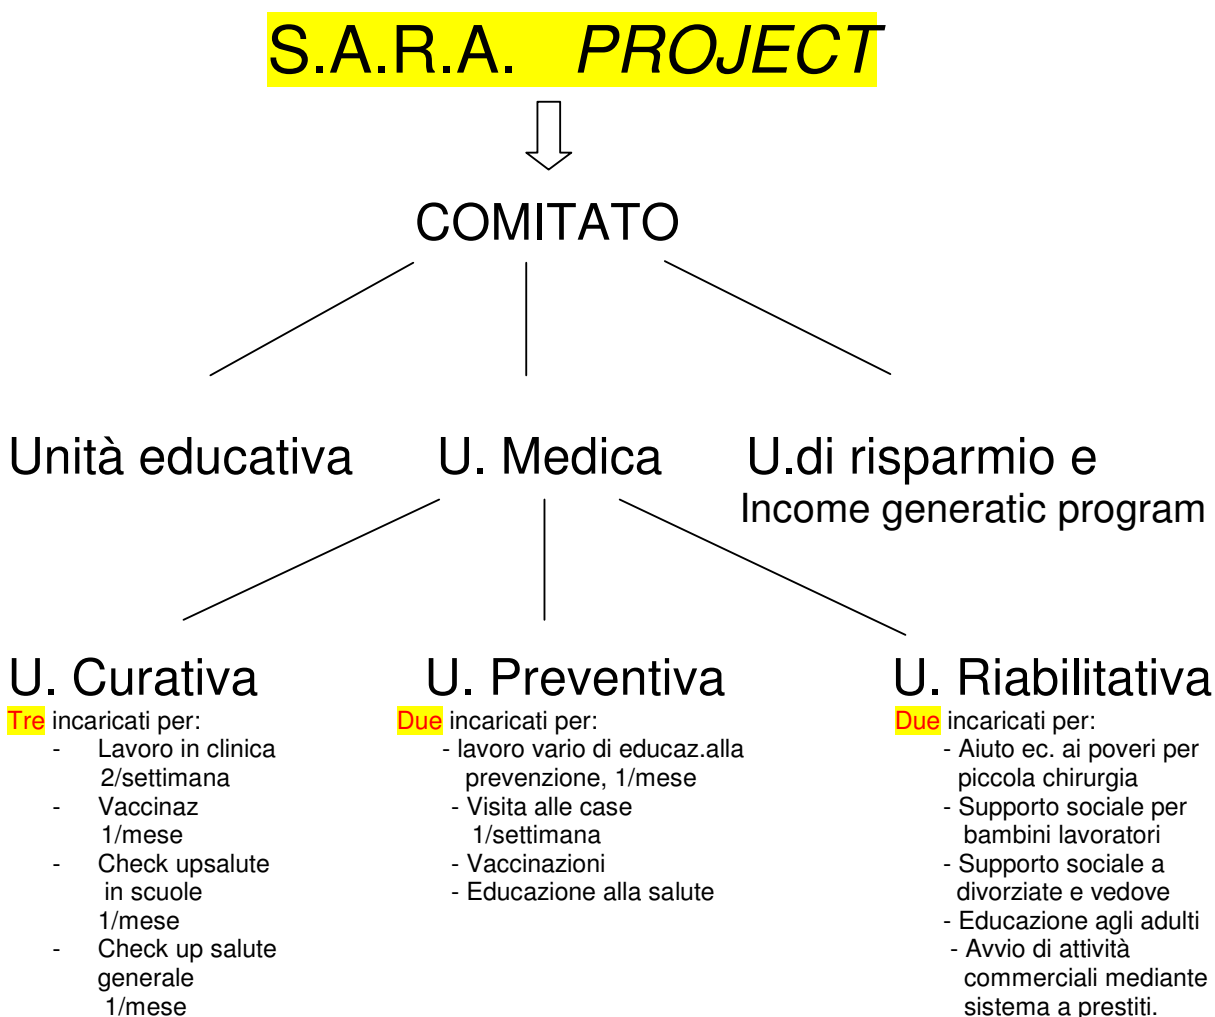 S.A.R.A. PROJECT
COMITATO
Unità educativa
U. Medica
U.di risparmio e
Income generatic program
U. Curativa
Tre incaricati per:
- Lavoro in clinica
2/settimana
- Vaccinaz
1/mese
- Check upsalute
in scuole
1/mese
- Check up salute
generale
1/mese
U. Preventiva
Due incaricati per:
- lavoro vario di educaz.alla
prevenzione, 1/mese
- Visita alle case
1/settimana
- Vaccinazioni
- Educazione alla salute
U. Riabilitativa
Due incaricati per:
- Aiuto ec. ai poveri per
piccola chirurgia
- Supporto sociale per
bambini lavoratori
- Supporto sociale a
divorziate e vedove
- Educazione agli adulti
- Avvio di attività
commerciali mediante
sistema a prestiti.